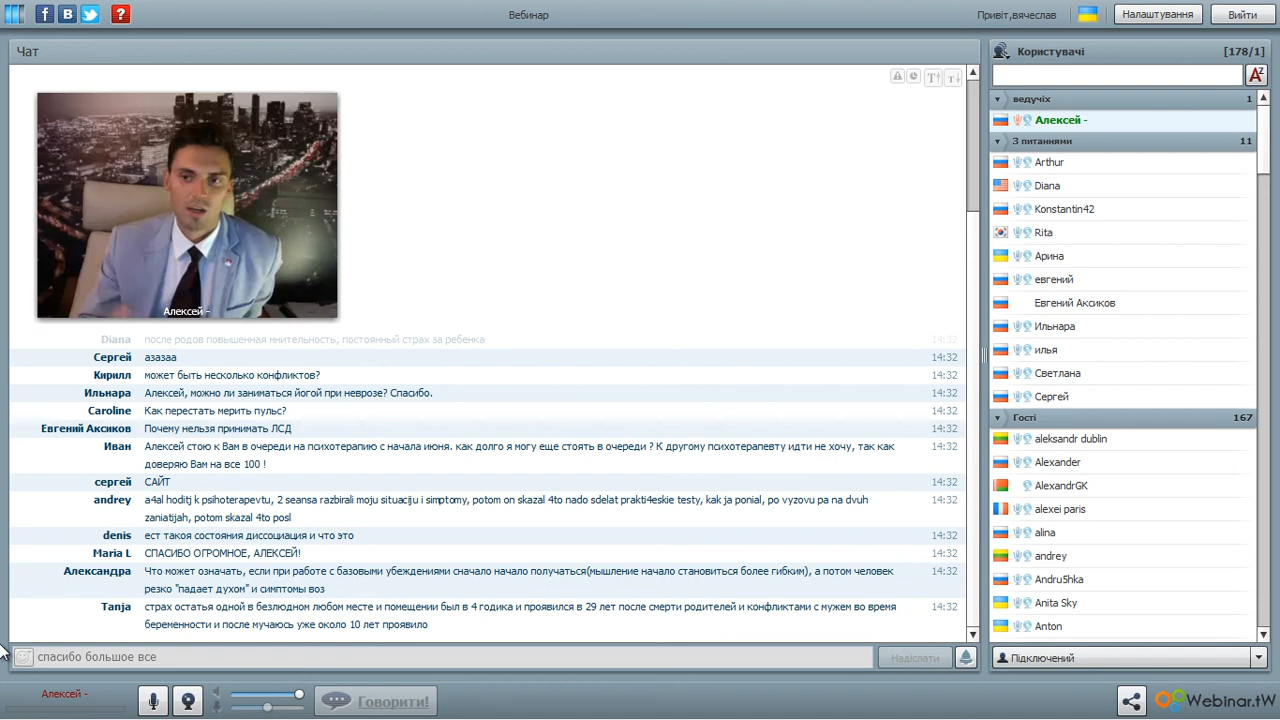 f B ?
Вебинар
Привіт,вячеслав
Налаштування
Вийти
Чат
T↑ T↓
Алексей -
Diana после родов повышенная мнительность, постоянный страх за ребенка 14:32
Сергей азазаа 14:32
Кирилл может быть несколько конфликтов? 14:32
Ильнара Алексей, можно ли заниматься йогой при неврозе? Спасибо. 14:32
Caroline Как перестать мерить пульс? 14:32
Евгений Аксиков Почему нельзя принимать ЛСД 14:32
Иван Алексей стою к Вам в очереди на психотерапию с начала июня. как долго я могу еще стоять в очереди ? К другому психотерапевту идти не хочу, так как 14:32
доверяю Вам на все 100 !
сергей САЙТ 14:32
andrey a4al hoditj k psihoterapevtu, 2 seansa razbirali moju situaciju i simptomy, potom on skazal 4to nado sdelat prakti4eskie testy, kak ja ponial, po vyzovu pa na dvuh 14:32
zaniatijah, potom skazal 4to posl
denis ест такоя состояния диссоциация и что это 14:32
Maria L СПАСИБО ОГРОМНОЕ, АЛЕКСЕЙ! 14:32
Александра Что может означать, если при работе с базовыми убеждениями сначало начало получаться(мышление начало становиться более гибким), а потом человек 14:32
резко "падает духом" и симптомы воз
Tanja страх остатья одной в безлюдном любом месте и помещении был в 4 годика и проявился в 29 лет после смерти родителей и конфликтами с мужем во время 14:32
беременности и после мучаюсь уже около 10 лет проявило
спасибо большое все
Надіслати
Алексей -
Говорити!
Користувачі [178/1]
AZ
ведучіх 1
Алексей -
З питаннями 11
Arthur
Diana
Konstantin42
Rita
Арина
евгений
Евгений Аксиков
Ильнара
илья
Светлана
Сергей
Гості 167
aleksandr dublin
Alexander
AlexandrGK
alexei paris
alina
andrey
Andru5hka
Anita Sky
Anton
Підключений
Webinar.tW